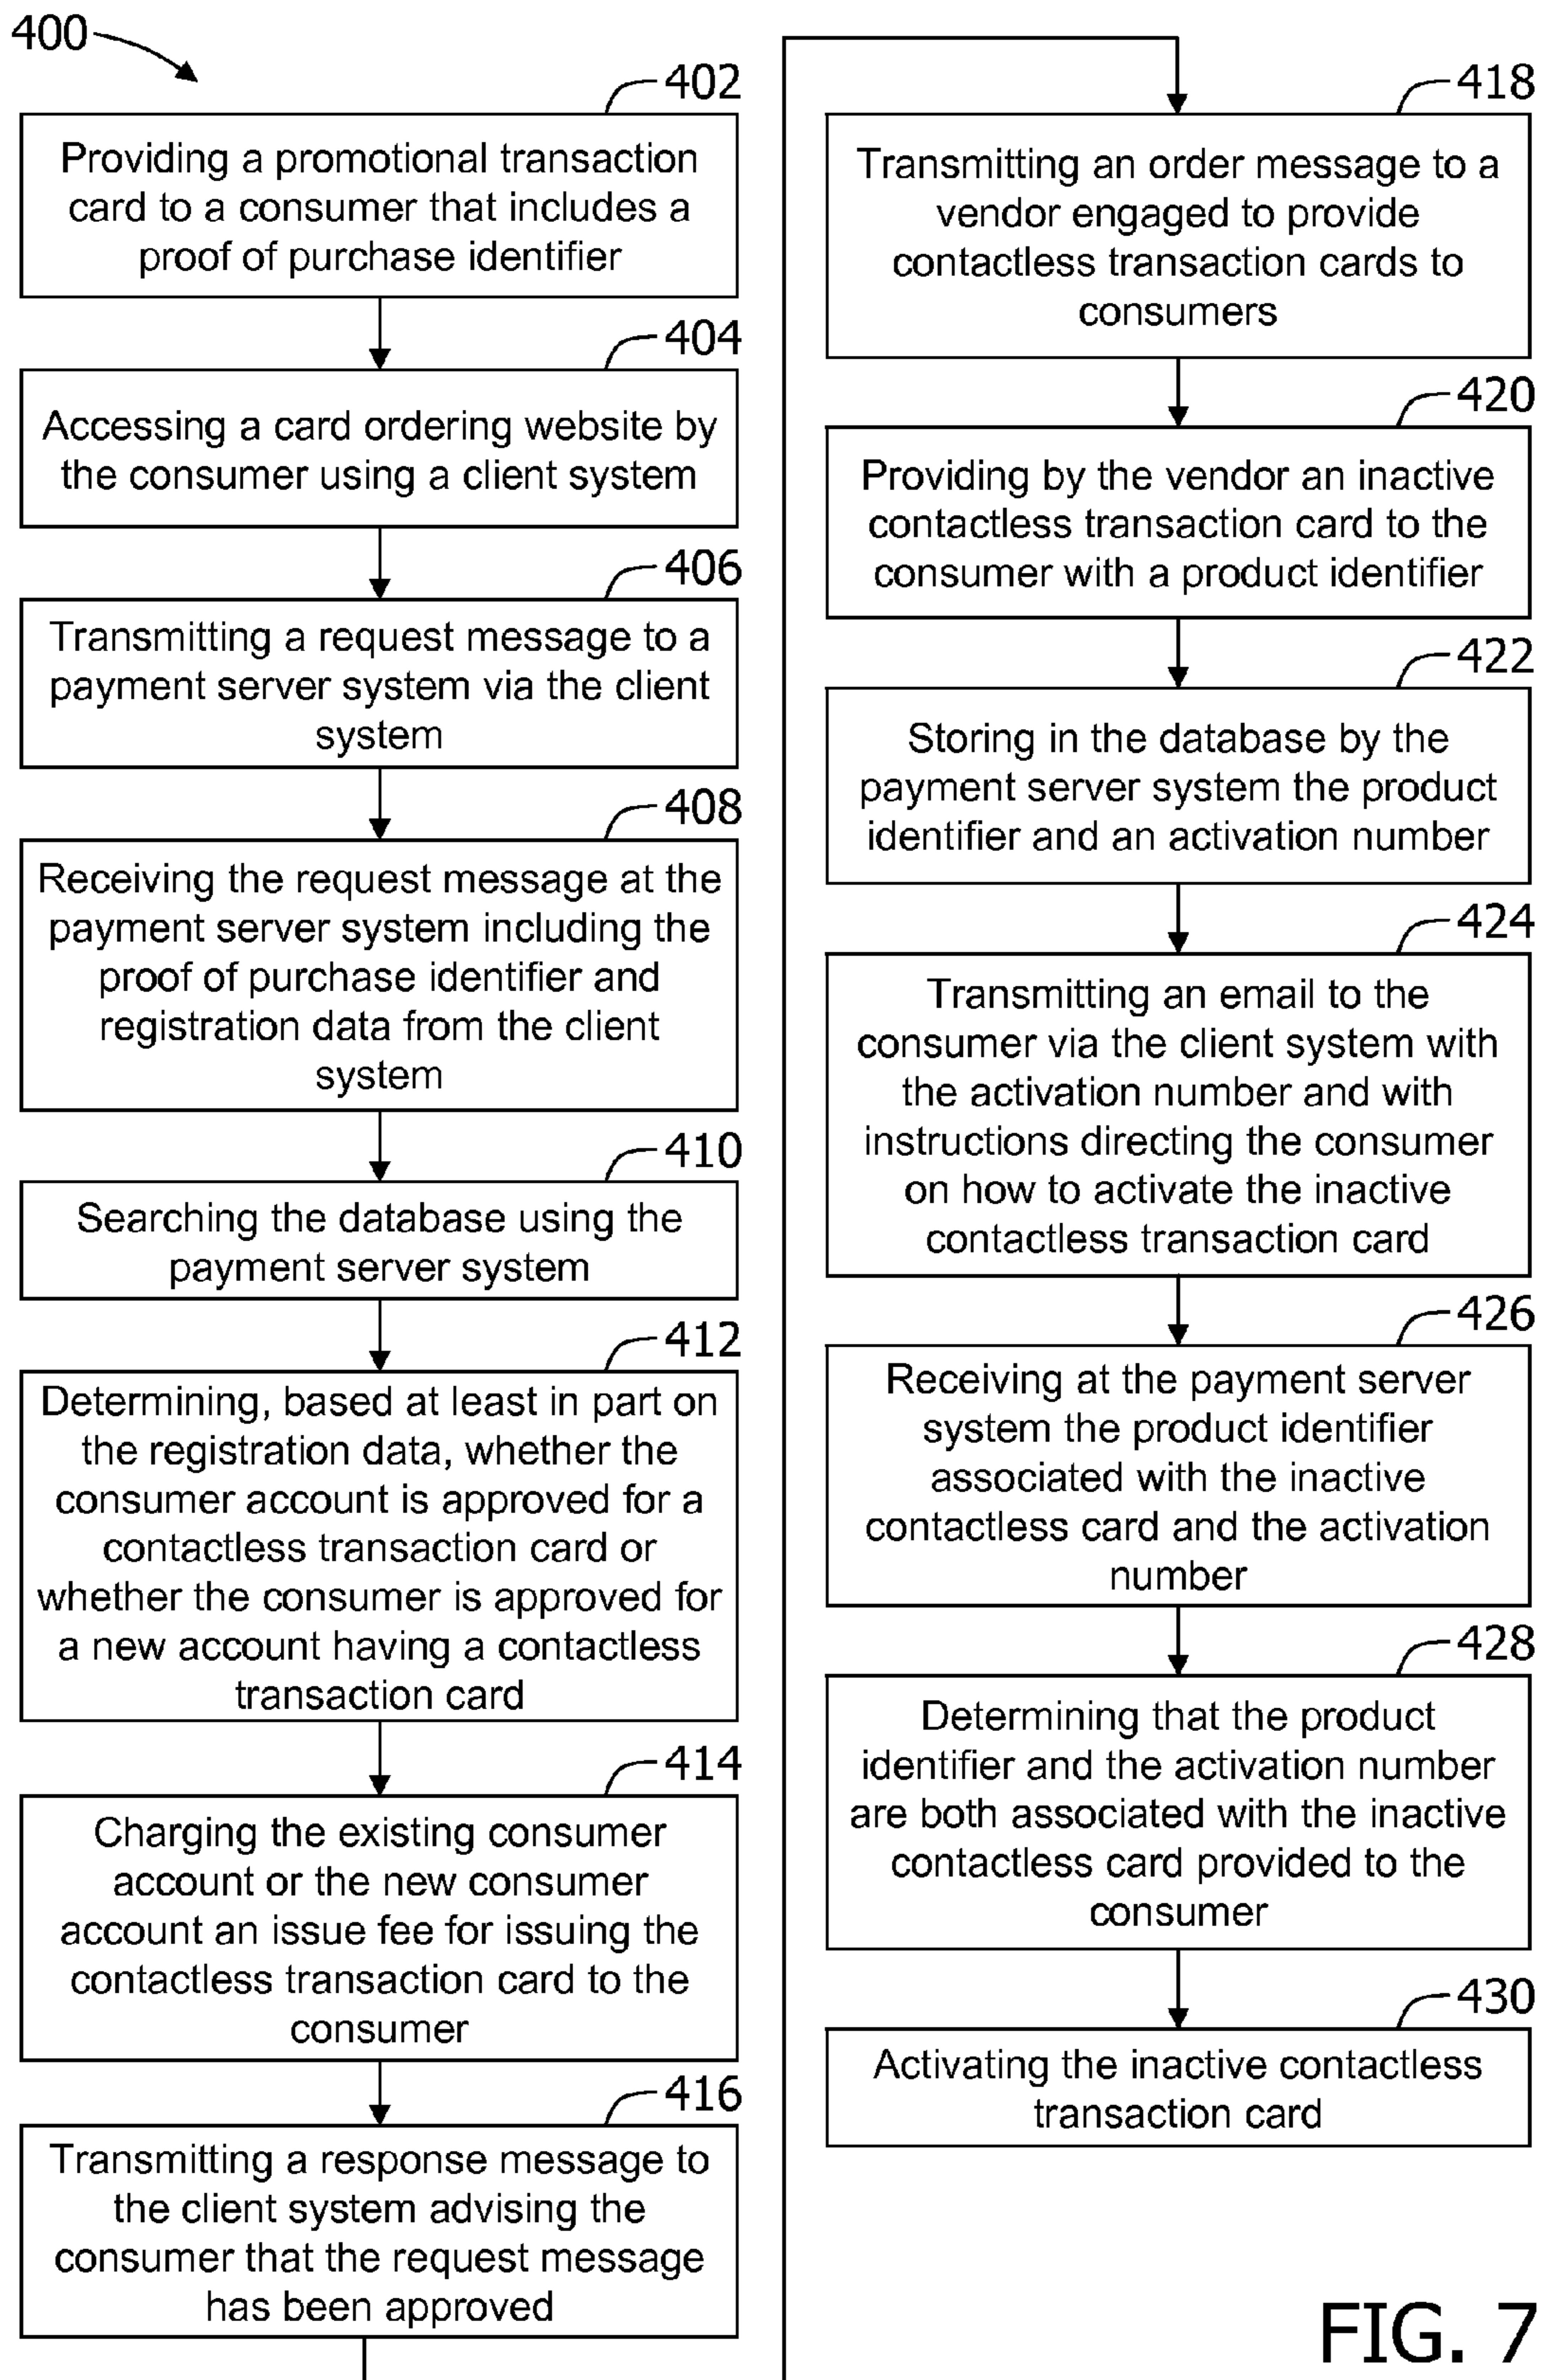 400
402
Providing a promotional transaction
card to a consumer that includes a
proof of purchase identifier
404
Accessing a card ordering website by
the consumer using a client system
406
Transmitting a request message to a
payment server system via the client
system
408
Receiving the request message at the
payment server system including the
proof of purchase identifier and
registration data from the client
system
410
Searching the database using the
payment server system
412
Determining, based at least in part on
the registration data, whether the
consumer account is approved for a
contactless transaction card or
whether the consumer is approved for
a new account having a contactless
transaction card
414
Charging the existing consumer
account or the new consumer
account an issue fee for issuing the
contactless transaction card to the
consumer
416
Transmitting a response message to
the client system advising the
consumer that the request message
has been approved
418
Transmitting an order message to a
vendor engaged to provide
contactless transaction cards to
consumers
420
Providing by the vendor an inactive
contactless transaction card to the
consumer with a product identifier
422
Storing in the database by the
payment server system the product
identifier and an activation number
424
Transmitting an email to the
consumer via the client system with
the activation number and with
instructions directing the consumer
on how to activate the inactive
contactless transaction card
426
Receiving at the payment server
system the product identifier
associated with the inactive
contactless card and the activation
number
428
Determining that the product
identifier and the activation number
are both associated with the inactive
contactless card provided to the
consumer
430
Activating the inactive contactless
transaction card
FIG. 7